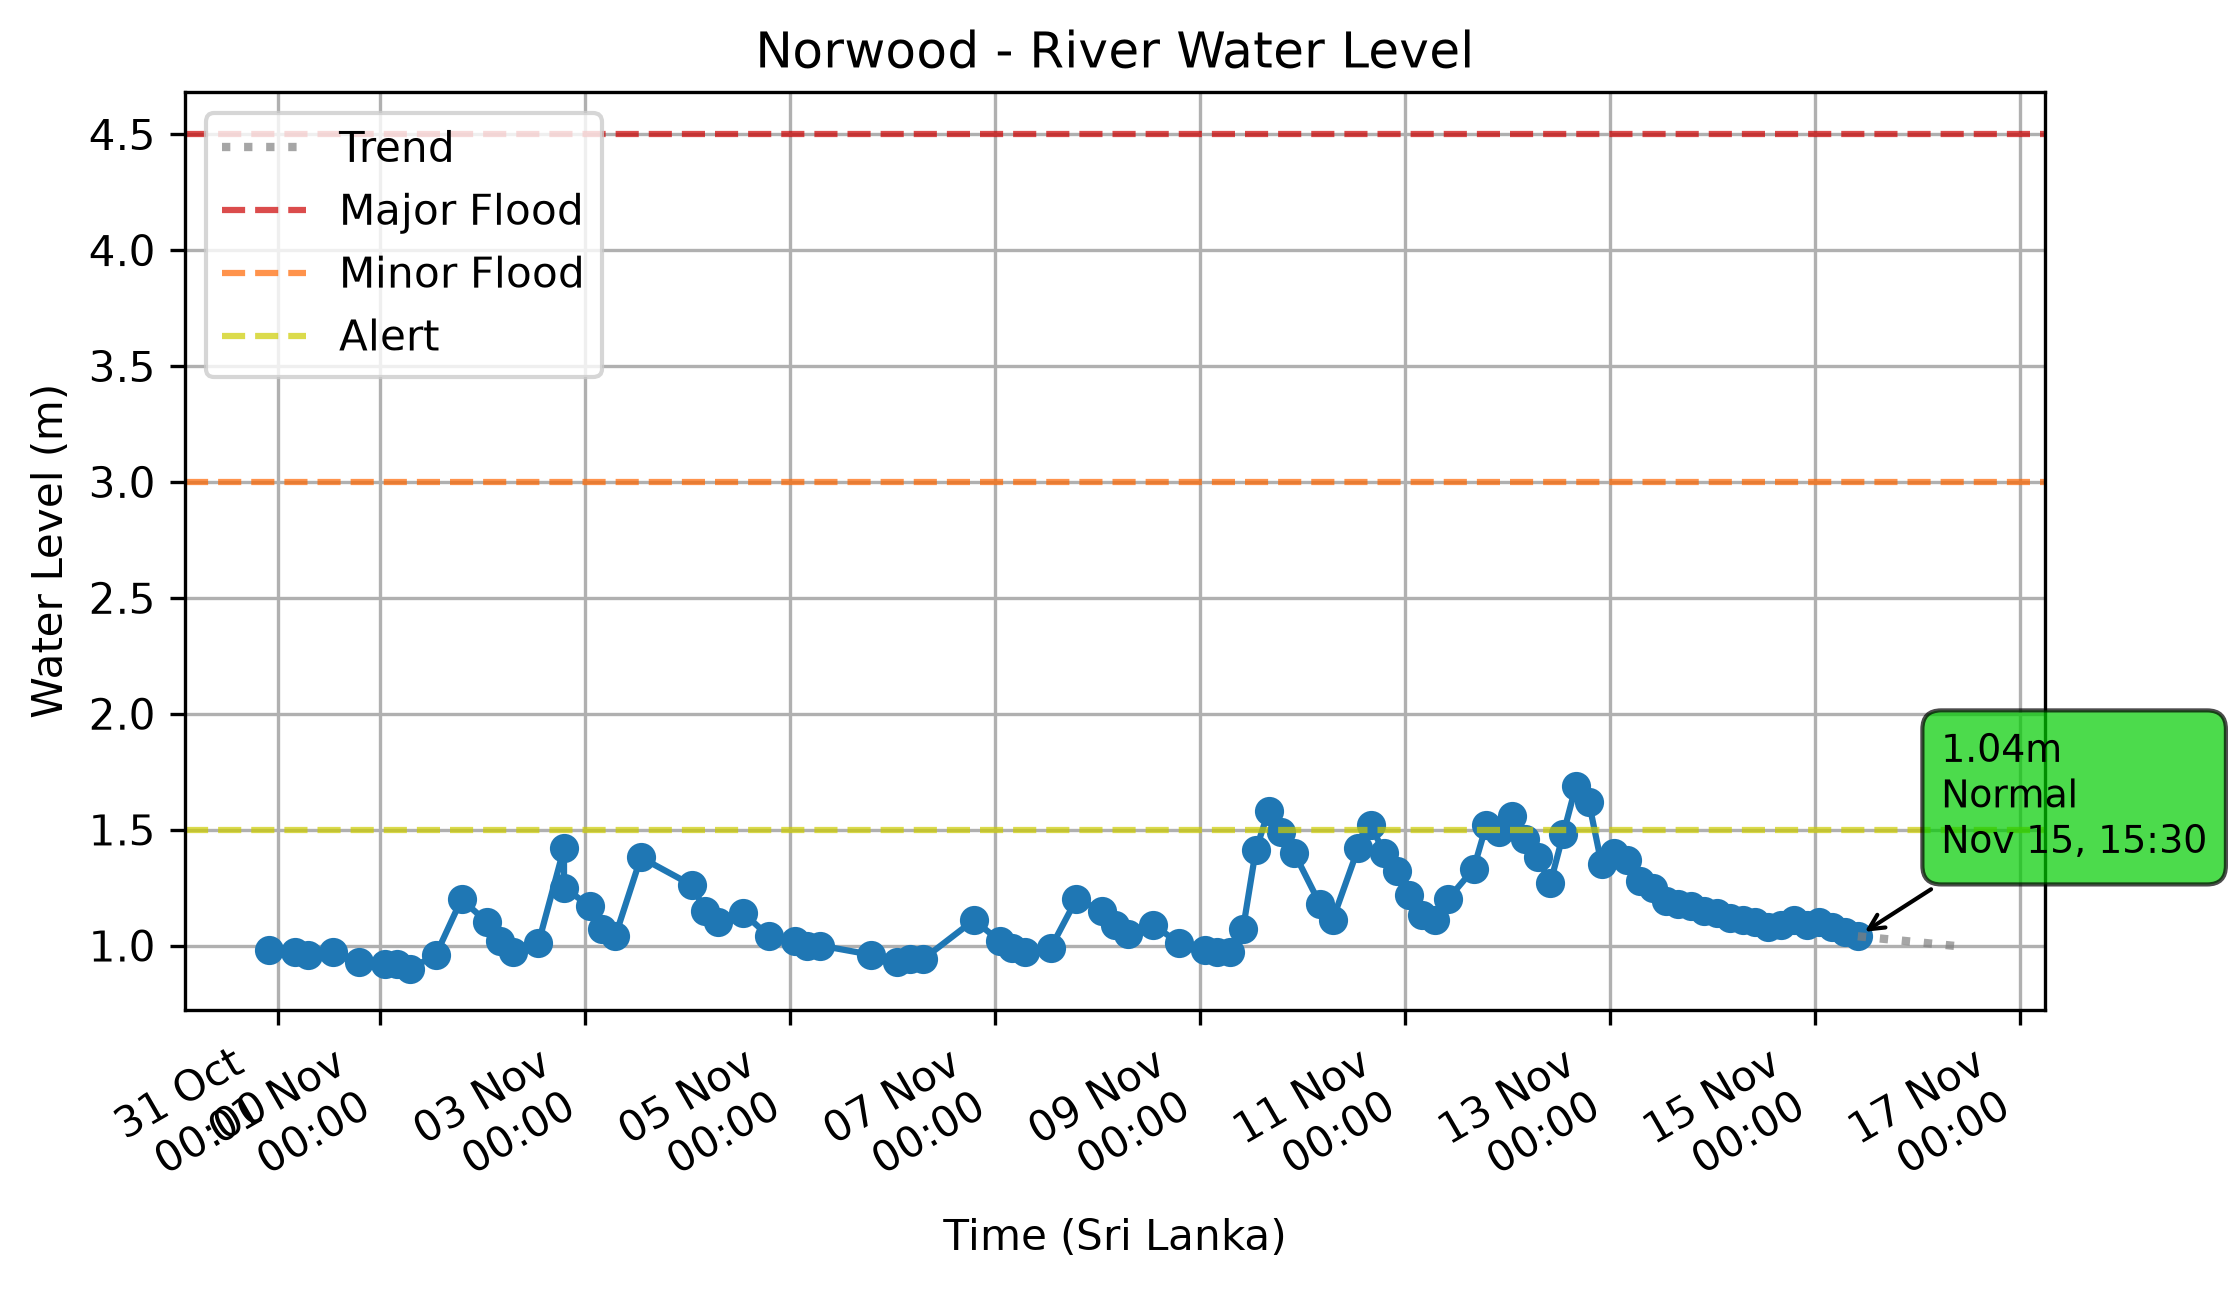 Norwood - River Water Level
4.5
4.0
3.5
3.0
2.5
2.0
1.5
1.0
Water Level (m)
Trend
Major Flood
Minor Flood
Alert
1.04m
Normal
Nov 15, 15:30
31 Oct
00:00
01 Nov
00:00
03 Nov
00:00
05 Nov
00:00
07 Nov
00:00
09 Nov
00:00
11 Nov
00:00
13 Nov
00:00
15 Nov
00:00
17 Nov
00:00
Time (Sri Lanka)